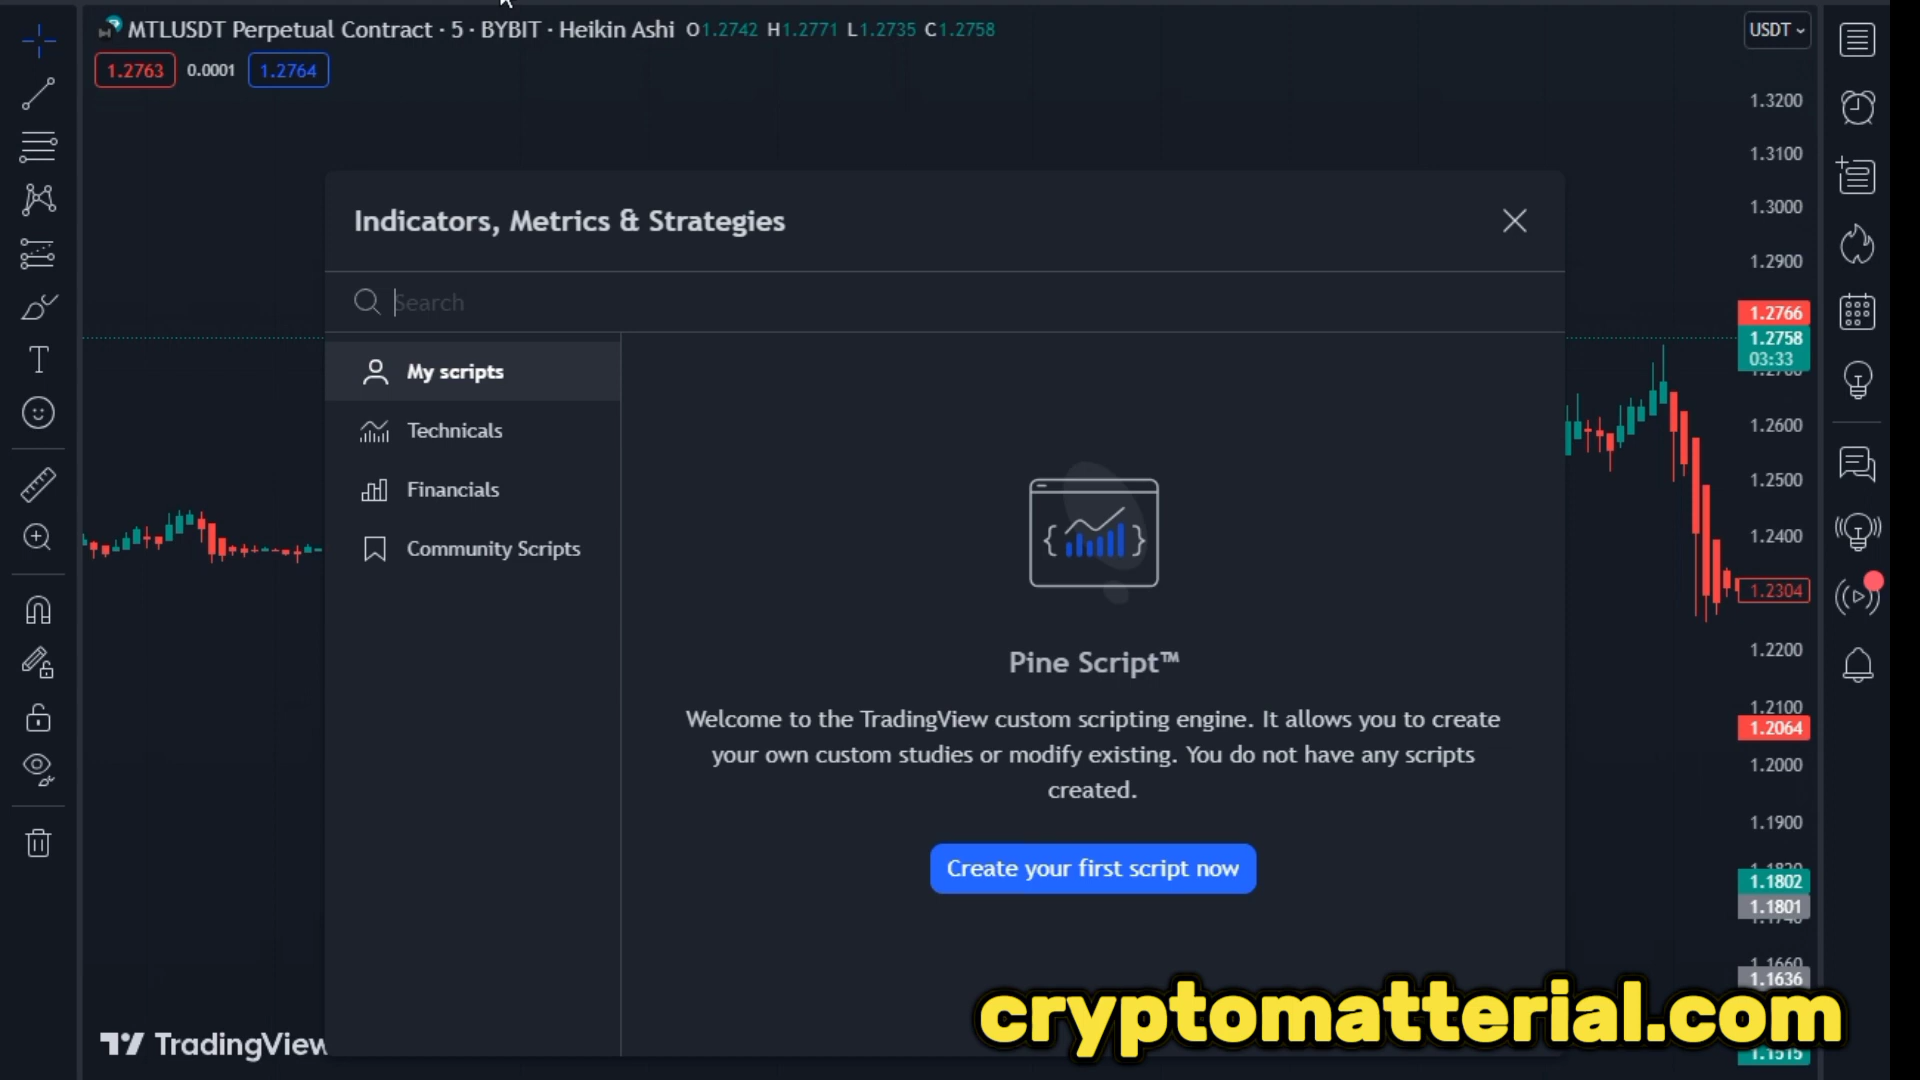 MTLUSDT Perpetual Contract · 5 · BYBIT · Heikin Ashi O1.2742 H1.2771 L1.2735 C1.2758
USDT
1.2763 0.0001 1.2764
1.3200
1.3100
1.3000
1.2900
1.2766
1.2758
03:33
1.2600
1.2500
1.2400
1.2304
1.2200
1.2100
1.2064
1.2000
1.1900
1.1802
1.1801
1.1660
1.1636
1.1515
Indicators, Metrics & Strategies
Search
My scripts
Technicals
Financials
Community Scripts
Pine Script™
Welcome to the TradingView custom scripting engine. It allows you to create
your own custom studies or modify existing. You do not have any scripts
created.
Create your first script now
TradingView
cryptomatterial.com